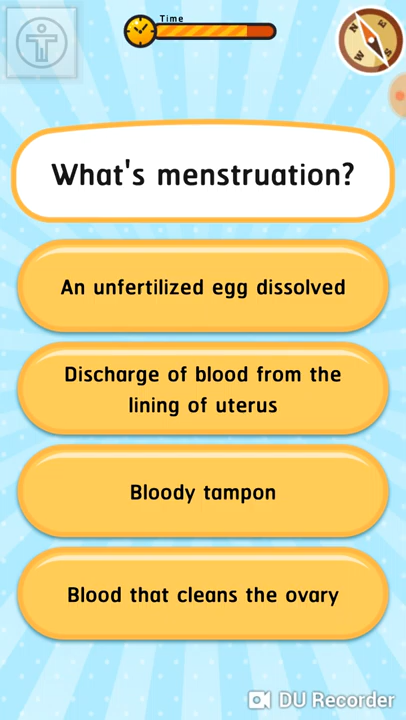 Time
N E
W S
What's menstruation?
An unfertilized egg dissolved
Discharge of blood from the
lining of uterus
Bloody tampon
Blood that cleans the ovary
DU Recorder